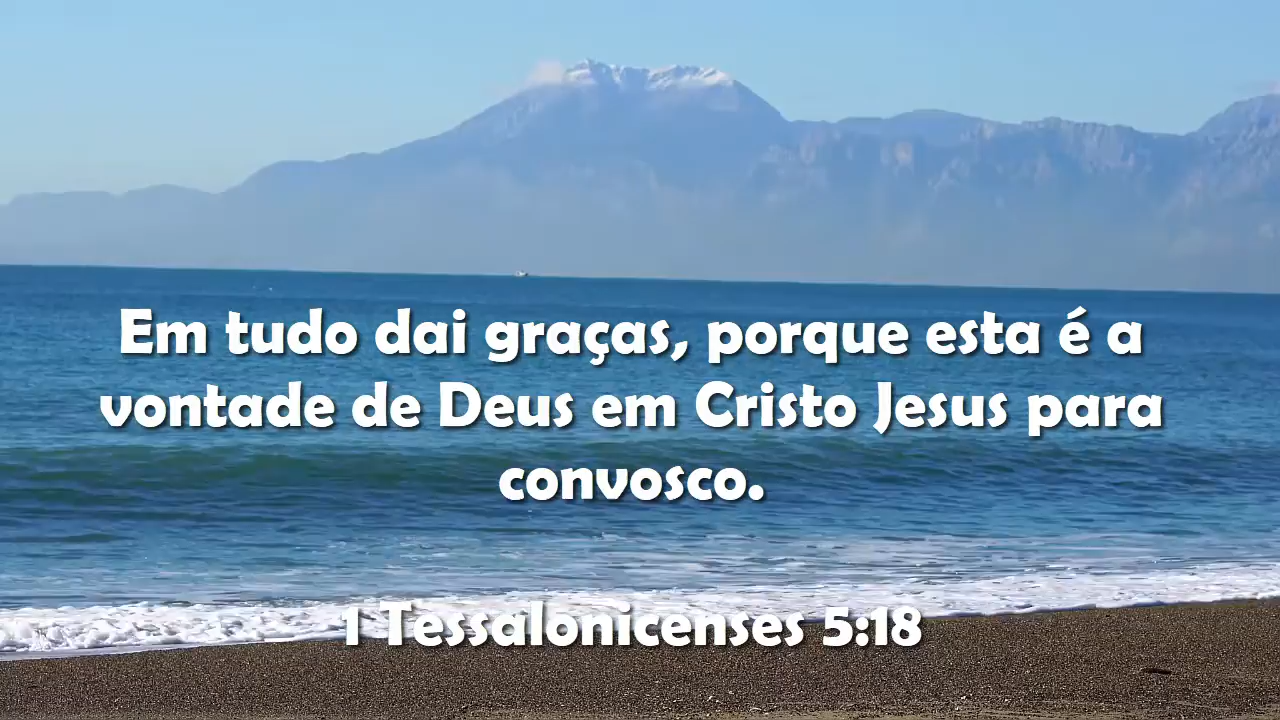 Em tudo dai graças, porque esta é a
vontade de Deus em Cristo Jesus para
convosco.
1 Tessalonicenses 5:18